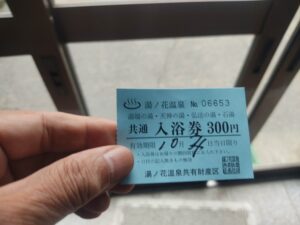 湯ノ花温泉 No 06653
湯端の湯・天神の湯・弘法の湯・石湯
共通 入浴券 300円
有効期限 10月 日当日限り
湯ノ花温泉共有財産区